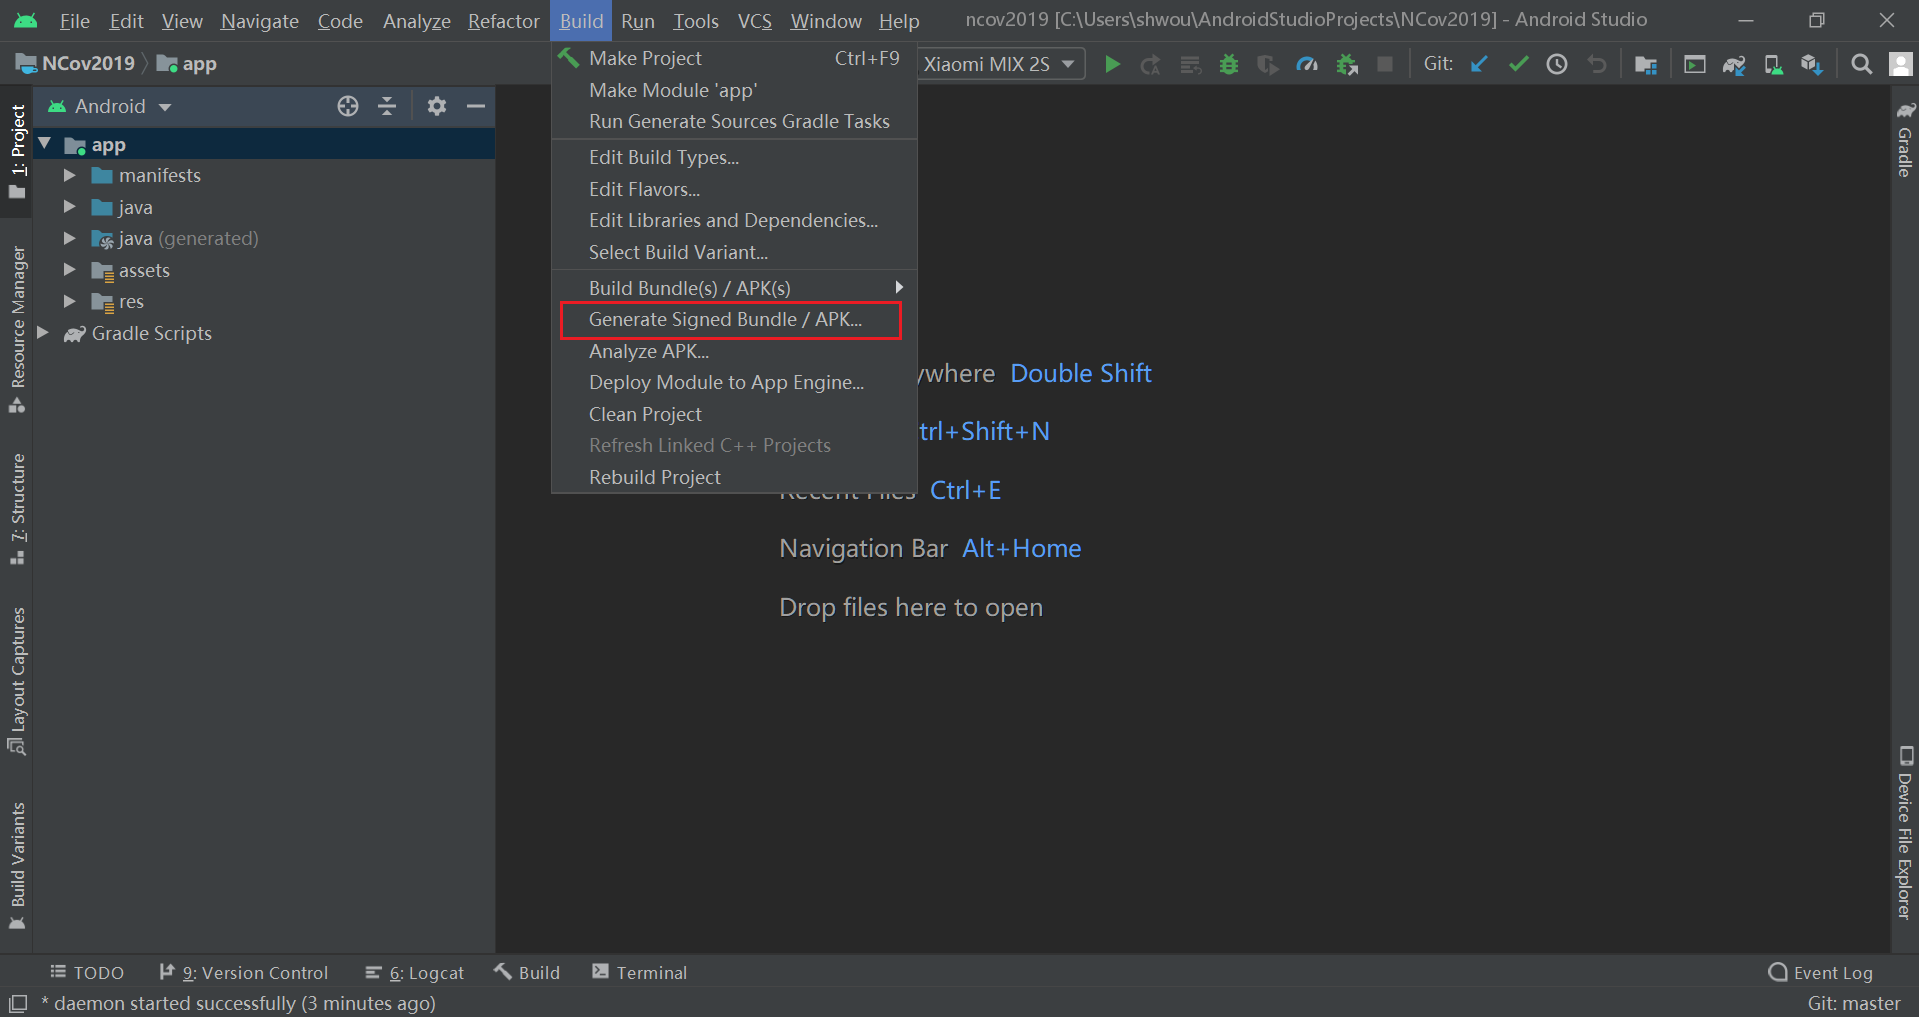 File Edit View Navigate Code Analyze Refactor Build Run Tools VCS Window Help ncov2019 [C:\Users\shwou\AndroidStudioProjects\NCov2019] - Android Studio
NCov2019 app
Xiaomi MIX 2S
Git:
Android
1: Project
Resource Manager
7: Structure
Layout Captures
Build Variants
app
manifests
java
java (generated)
assets
res
Gradle Scripts
Make Project Ctrl+F9
Make Module 'app'
Run Generate Sources Gradle Tasks
Edit Build Types...
Edit Flavors...
Edit Libraries and Dependencies...
Select Build Variant...
Build Bundle(s) / APK(s)
Generate Signed Bundle / APK...
Analyze APK...
Deploy Module to App Engine...
Clean Project
Refresh Linked C++ Projects
Rebuild Project
ywhere Double Shift
trl+Shift+N
Recent Files Ctrl+E
Navigation Bar Alt+Home
Drop files here to open
Gradle
Device File Explorer
TODO 9: Version Control 6: Logcat Build Terminal Event Log
* daemon started successfully (3 minutes ago) Git: master